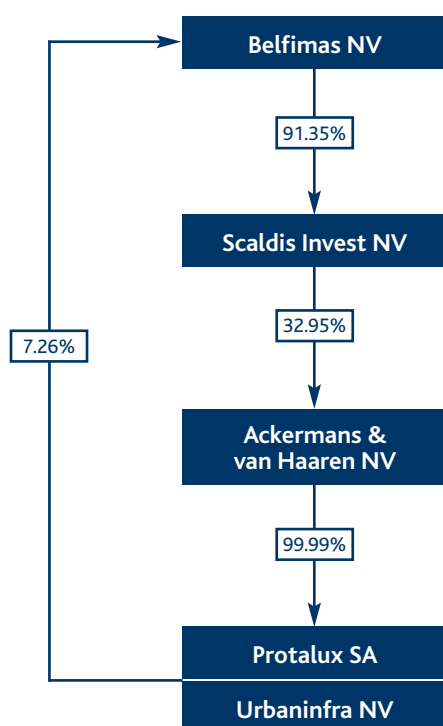 Belfimas NV
91.35%
Scaldis Invest NV
32.95%
7.26%
Ackermans &
van Haaren NV
99.99%
Protalux SA
Urbaninfra NV